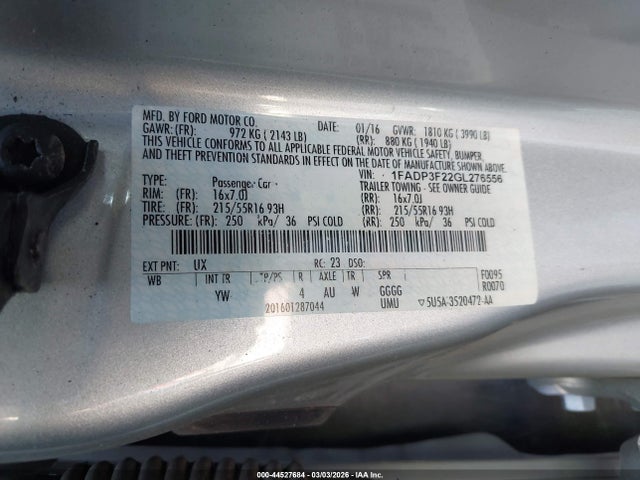 MFD. BY FORD MOTOR CO. DATE: 01/16 GVWR: 1810 KG ( 3990 LB)
GAWR: (FR): 972 KG ( 2143 LB) (RR): 880 KG ( 1940 LB)
THIS VEHICLE CONFORMS TO ALL APPLICABLE FEDERAL MOTOR VEHICLE SAFETY, BUMPER,
AND THEFT PREVENTION STANDARDS IN EFFECT ON THE DATE OF
MANUFACTURE SHOWN ABOVE. VIN: 1FADP3F22GL276556
TYPE: Passenger Car TRAILER TOWING - SEE OWNER GUIDE
RIM: (FR): 16x7.0J (RR): 16x7.0J
TIRE: (FR): 215/55R16 93H (RR): 215/55R16 93H
PRESSURE: (FR): 250 kPa/ 36 PSI COLD (RR): 250 kPa/ 36 PSI COLD
EXT PNT: UX RC: 23 DSO: F0095
WB INT TR TP/PS R AXLE TR SPR R0070
YW 4 AU W GGGG
201601287044 UMU ▽5U5A-3520472-AA
000-44527684 | 03/03/2026 - IAA Inc.